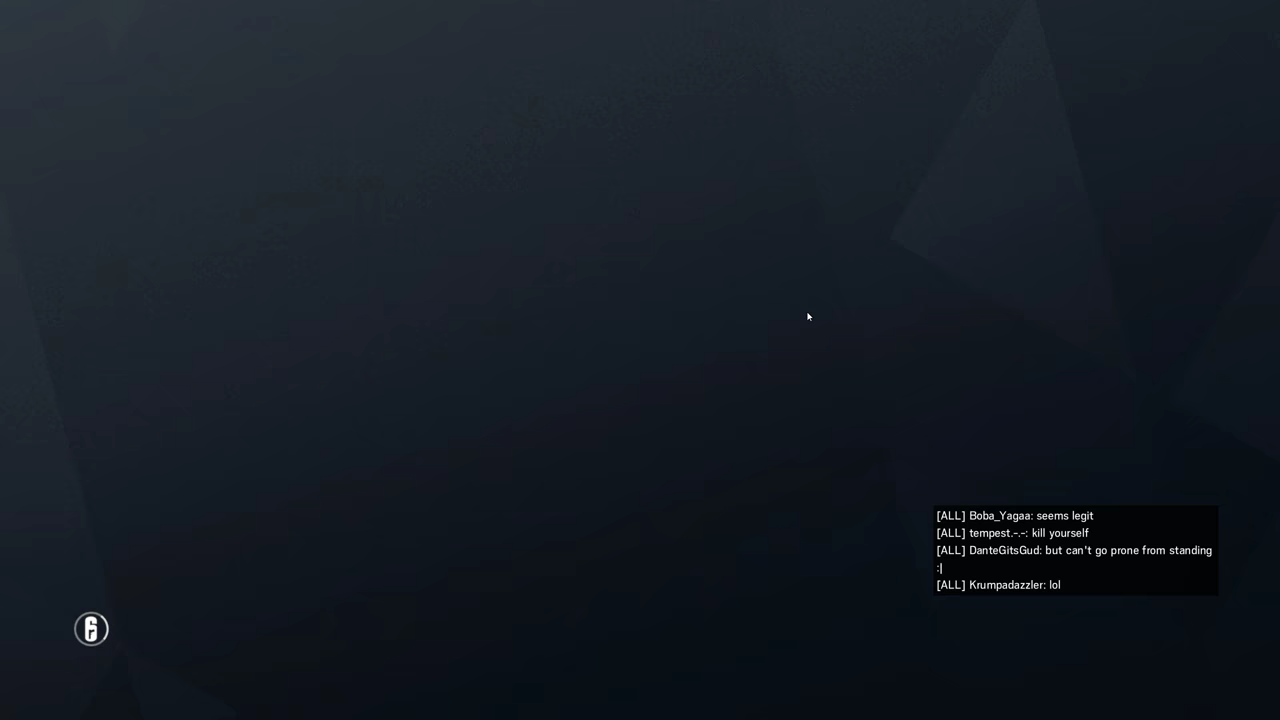 [ALL] Boba_Yagaa: seems legit
[ALL] tempest.-.-: kill yourself
[ALL] DanteGitsGud: but can't go prone from standing
:|
[ALL] Krumpadazzler: lol
6